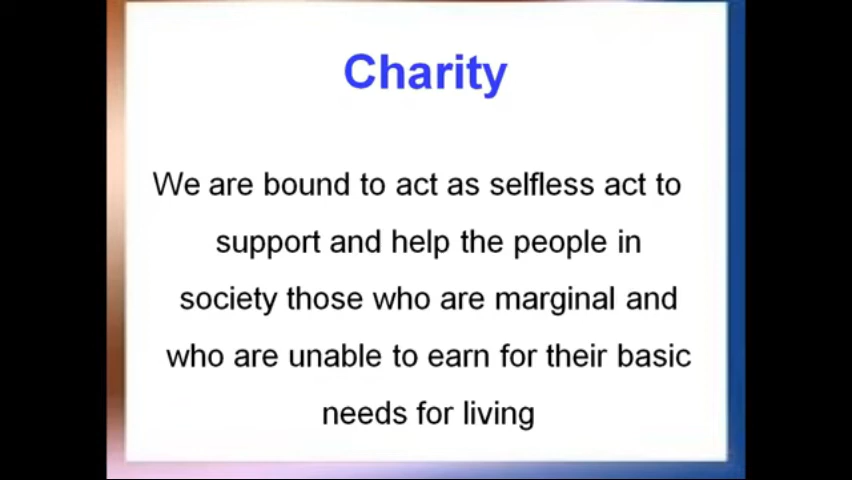 Charity
We are bound to act as selfless act to
support and help the people in
society those who are marginal and
who are unable to earn for their basic
needs for living